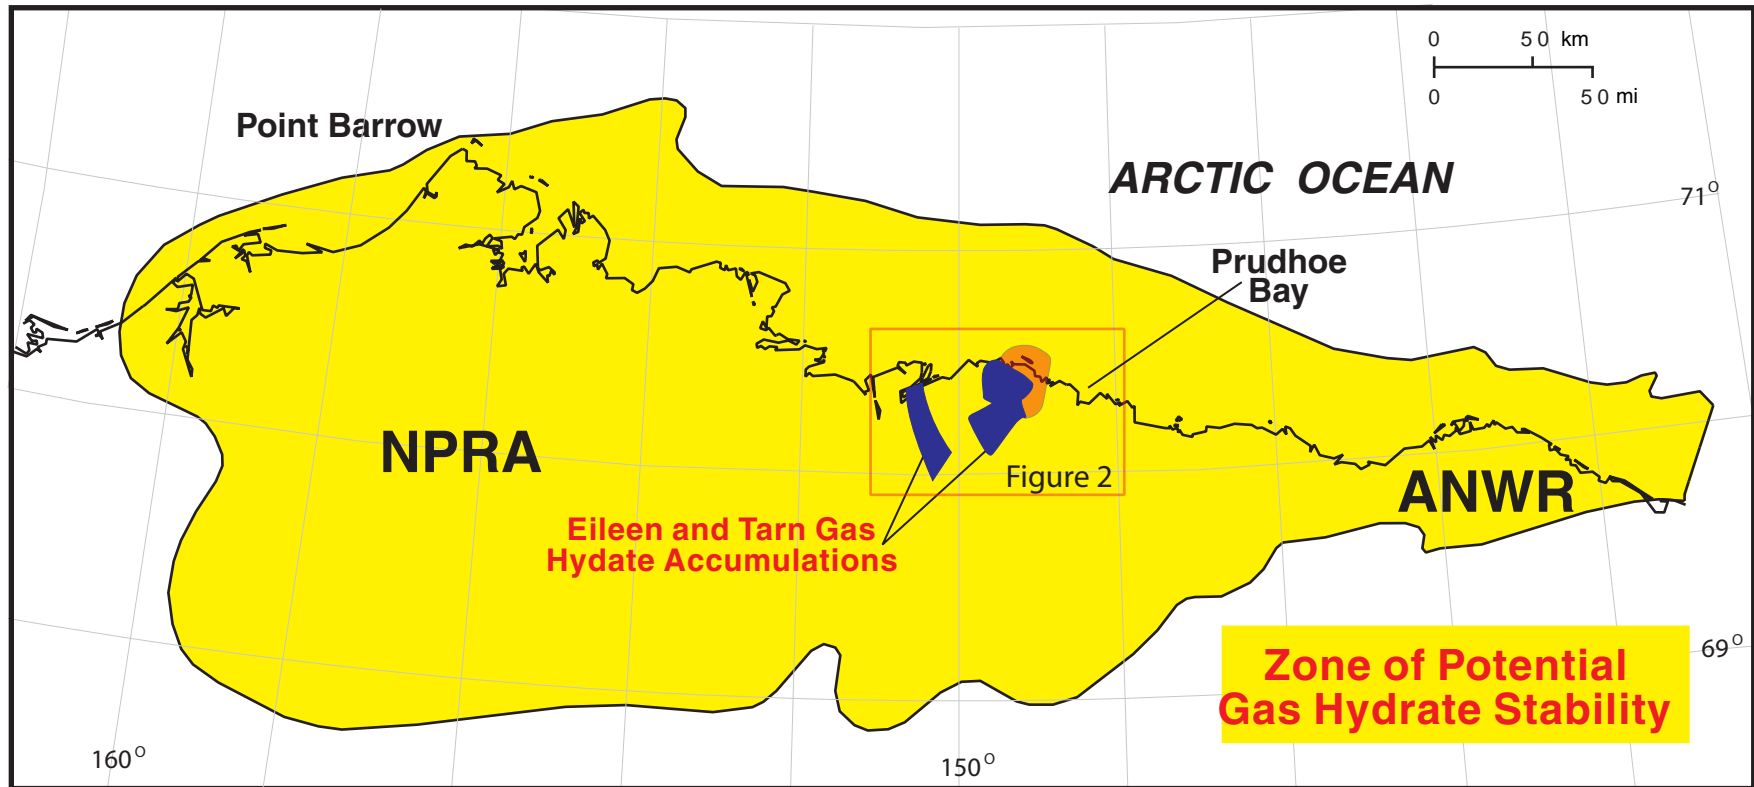 0 50 km
0 50 mi
Point Barrow
ARCTIC OCEAN
71°
Prudhoe
Bay
NPRA
Figure 2
ANWR
Eileen and Tarn Gas
Hydate Accumulations
Zone of Potential
Gas Hydrate Stability
69°
160°
150°